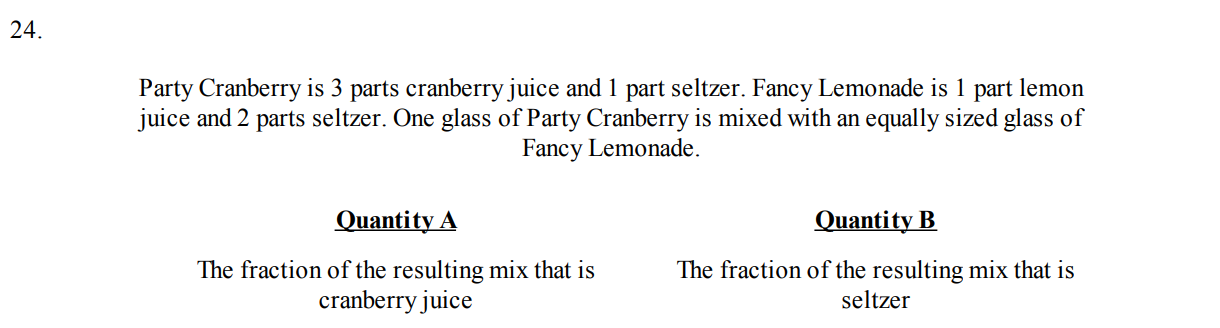 24.
Party Cranberry is 3 parts cranberry juice and 1 part seltzer. Fancy Lemonade is 1 part lemon
juice and 2 parts seltzer. One glass of Party Cranberry is mixed with an equally sized glass of
Fancy Lemonade.
Quantity A
Quantity B
The fraction of the resulting mix that is
cranberry juice
The fraction of the resulting mix that is
seltzer